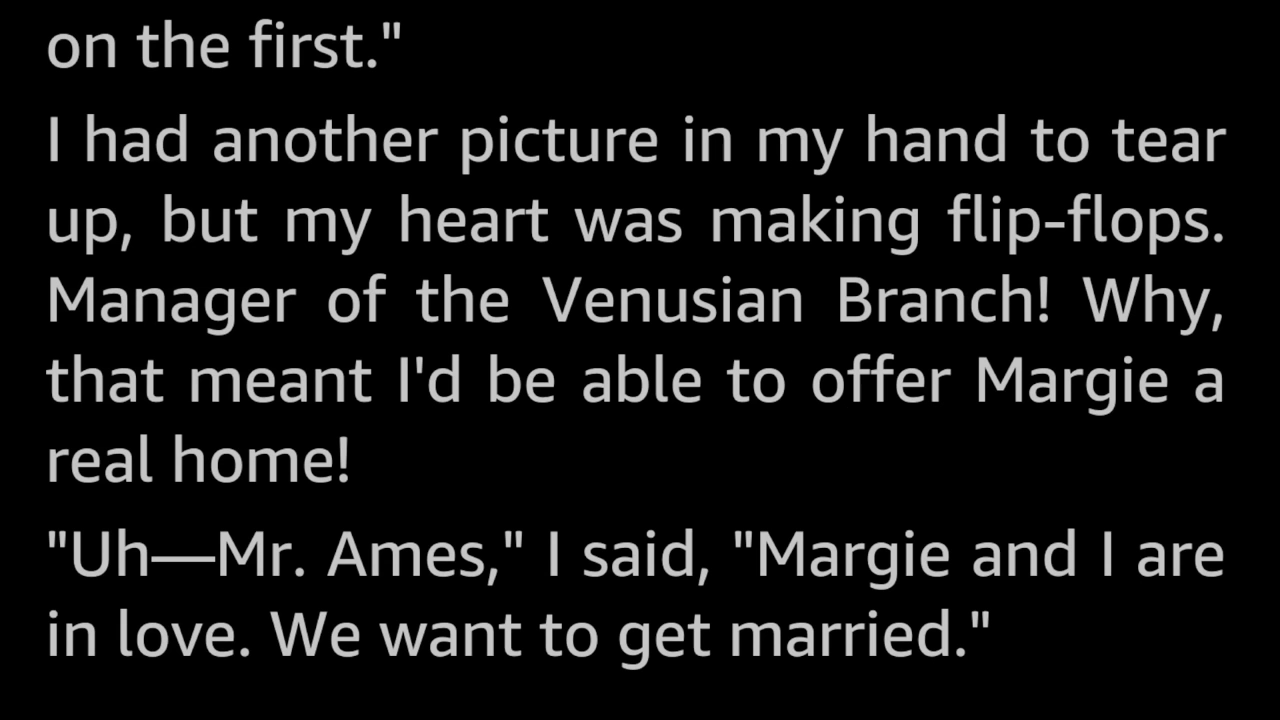 on the first."
I had another picture in my hand to tear
up, but my heart was making flip-flops.
Manager of the Venusian Branch! Why,
that meant I'd be able to offer Margie a
real home!
"Uh—Mr. Ames," I said, "Margie and I are
in love. We want to get married."